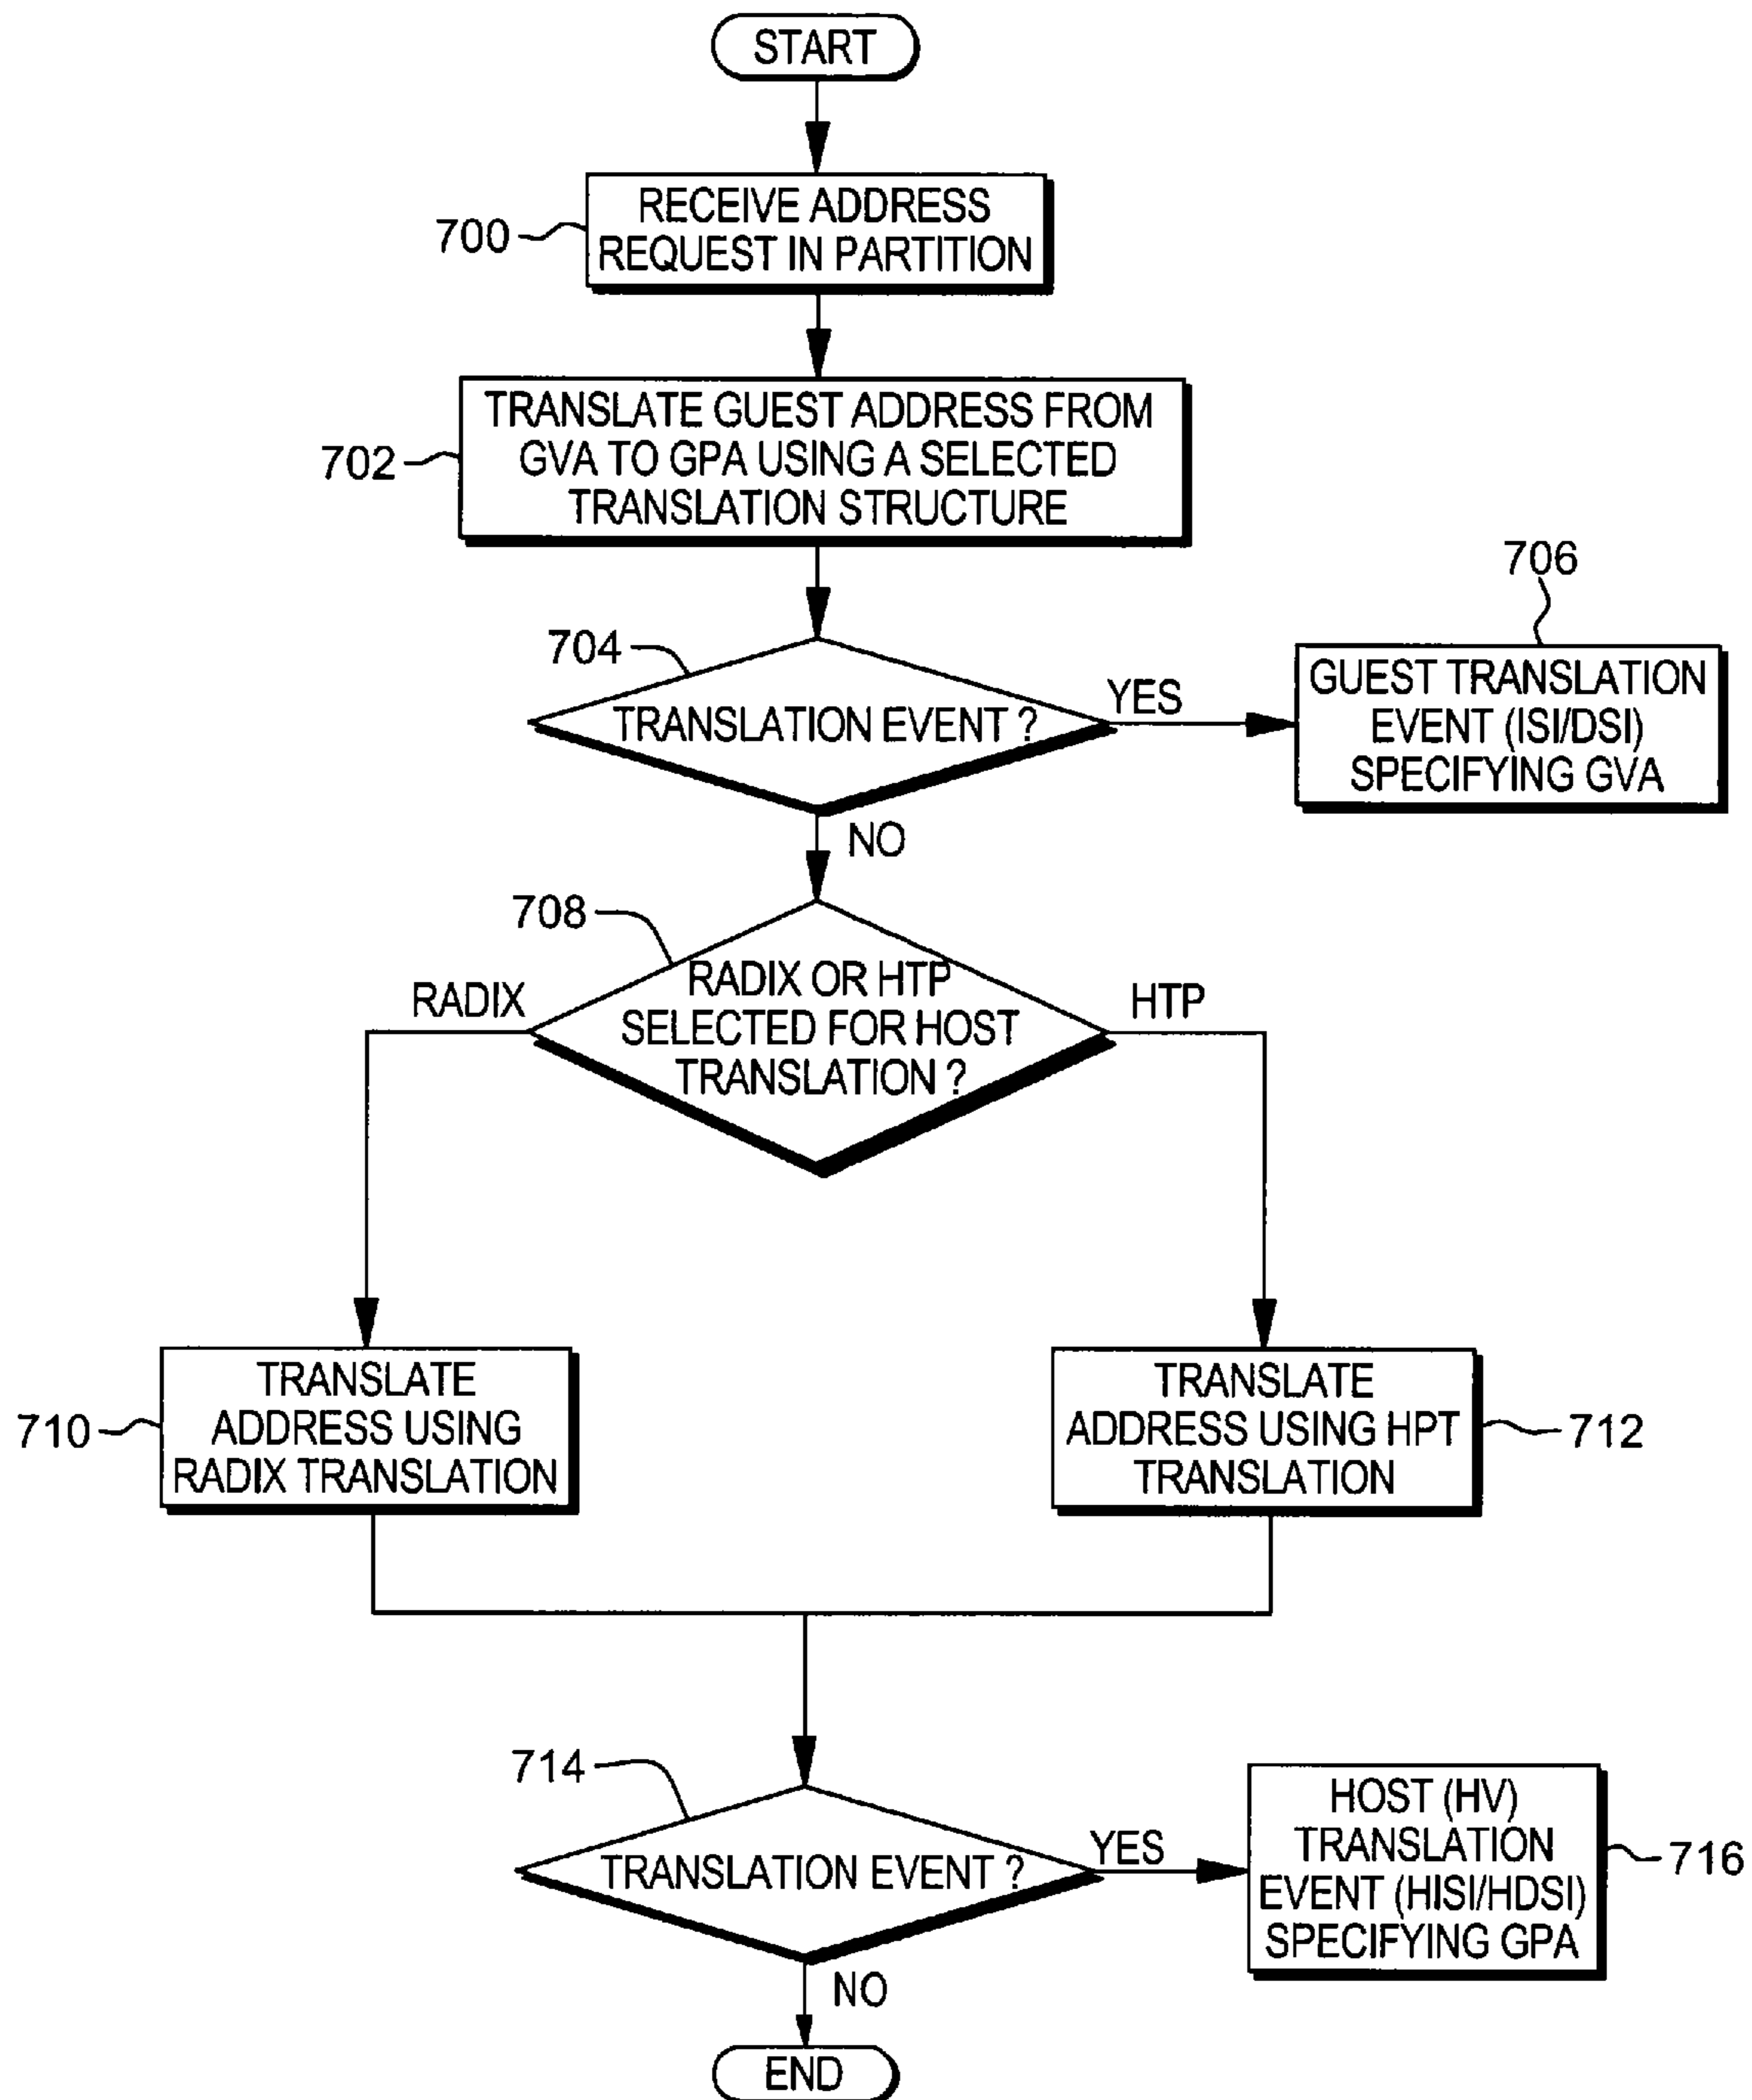 START
700
RECEIVE ADDRESS
REQUEST IN PARTITION
702
TRANSLATE GUEST ADDRESS FROM
GVA TO GPA USING A SELECTED
TRANSLATION STRUCTURE
704
TRANSLATION EVENT ?
YES
706
GUEST TRANSLATION
EVENT (ISI/DSI)
SPECIFYING GVA
NO
708
RADIX OR HTP
SELECTED FOR HOST
TRANSLATION ?
RADIX
HTP
710
TRANSLATE
ADDRESS USING
RADIX TRANSLATION
TRANSLATE
ADDRESS USING HPT
TRANSLATION
712
714
TRANSLATION EVENT ?
YES
HOST (HV)
TRANSLATION
EVENT (HISI/HDSI)
SPECIFYING GPA
716
NO
END